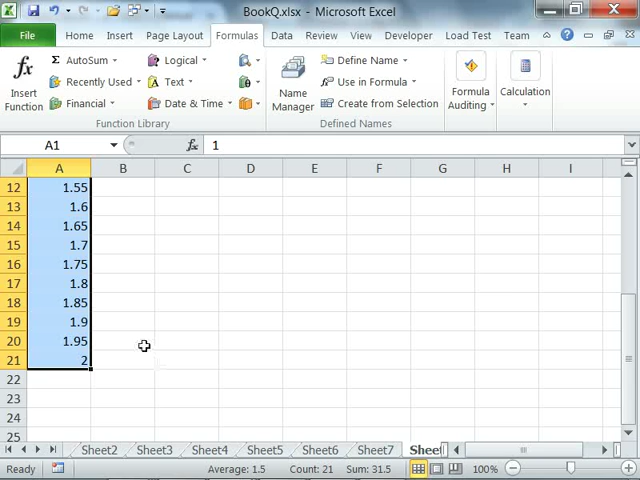 BookQ.xlsx - Microsoft Excel
File Home Insert Page Layout Formulas Data Review View Developer Load Test Team
Insert Function
AutoSum
Recently Used
Financial
Logical
Text
Date & Time
Function Library
Name Manager
Define Name
Use in Formula
Create from Selection
Defined Names
Formula Auditing
Calculation
A1 fx 1
A B C D E F G H I
12 1.55
13 1.6
14 1.65
15 1.7
16 1.75
17 1.8
18 1.85
19 1.9
20 1.95
21 2
22
23
24
25
Sheet2 Sheet3 Sheet4 Sheet5 Sheet6 Sheet7 Sheet
Ready Average: 1.5 Count: 21 Sum: 31.5 100%